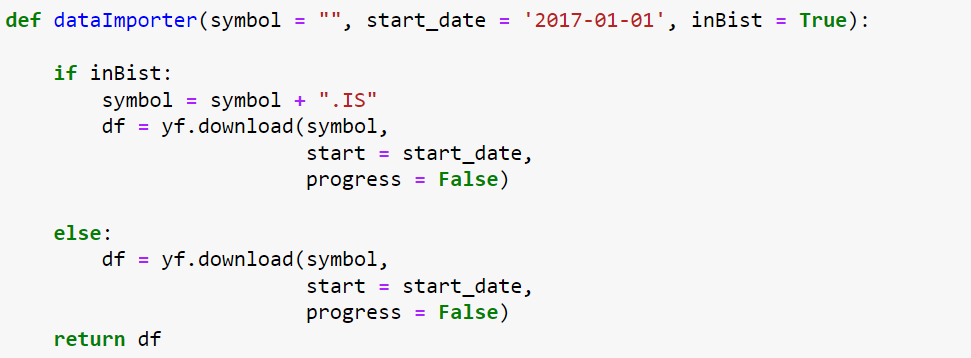 def dataImporter(symbol = "", start_date = '2017-01-01', inBist = True):
    if inBist:
        symbol = symbol + ".IS"
        df = yf.download(symbol,
                         start = start_date,
                         progress = False)
    else:
        df = yf.download(symbol,
                         start = start_date,
                         progress = False)
    return df